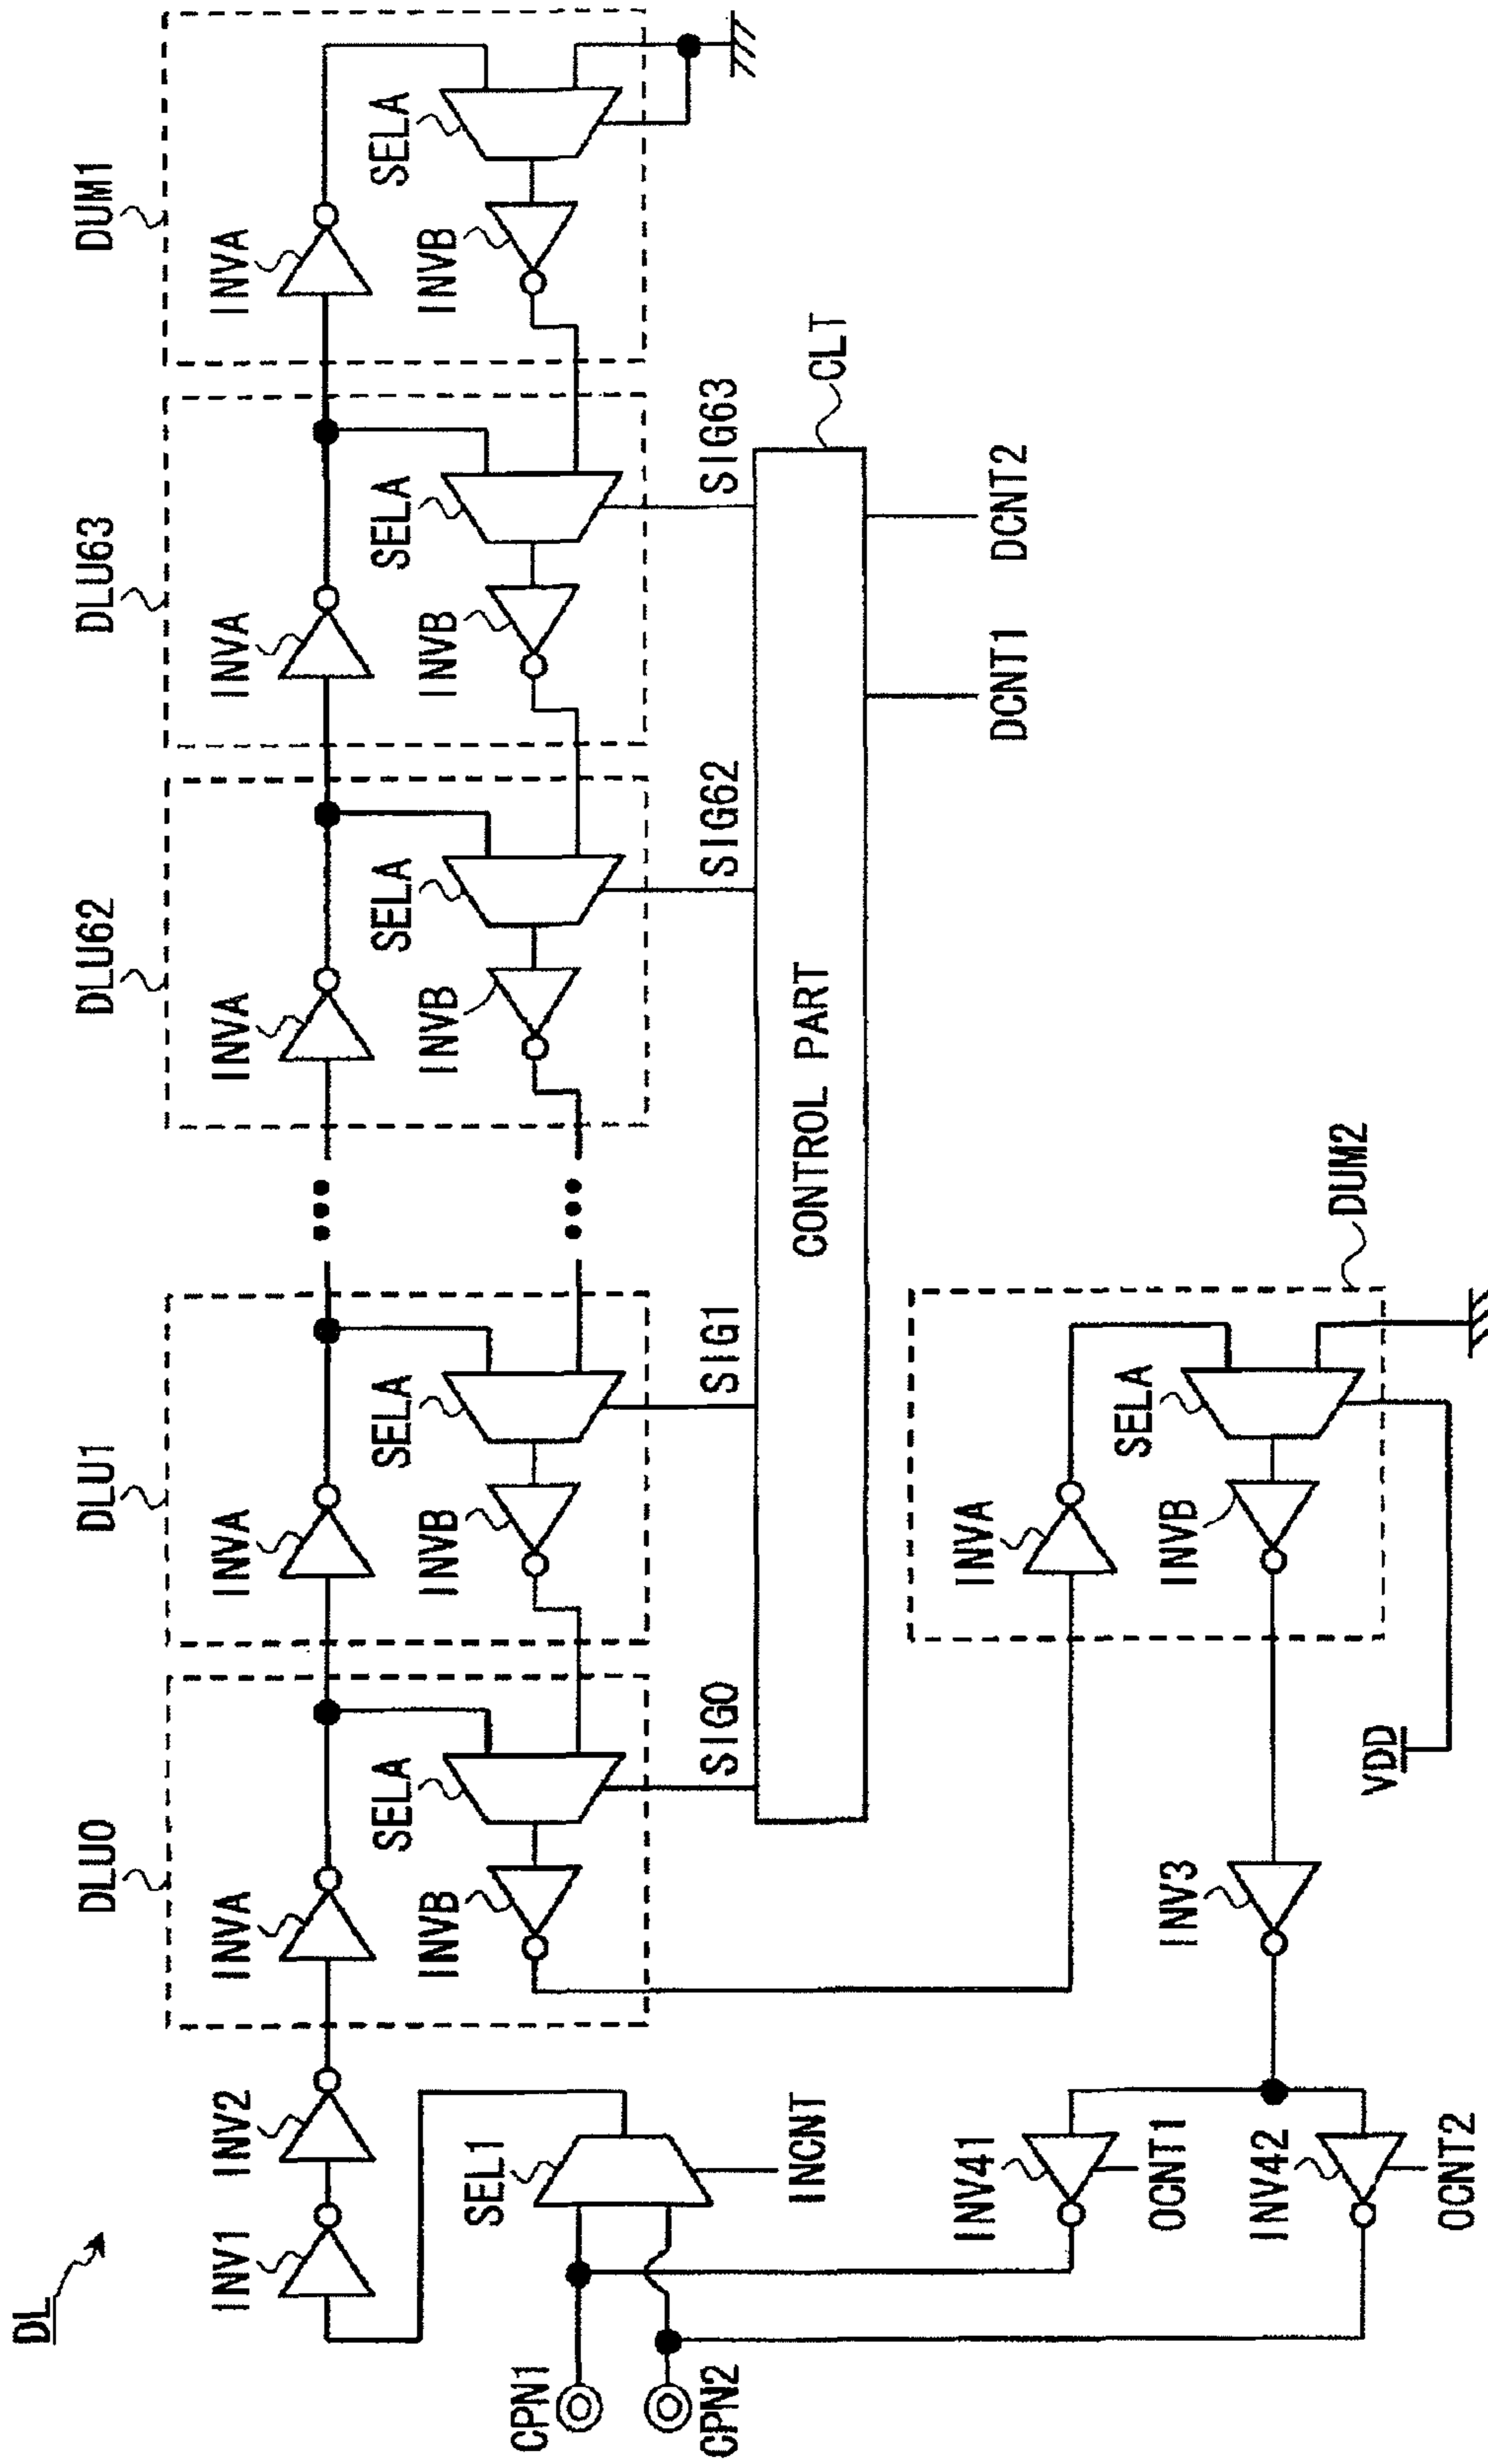 DL
DLU0
DLU1
DLU62
DLU63
DUM1
INV1
INV2
INVA
INVA
INVA
INVA
INVA
SELA
SELA
SELA
SELA
SELA
INVB
INVB
INVB
INVB
INVB
CPN1
CPN2
SEL1
INCNT
SIG0
SIG1
SIG62
SIG63
CONTROL PART
CLT
DCNT1
DCNT2
INV41
OCNT1
INV42
OCNT2
INV3
INVA
SELA
INVB
DUM2
VDD